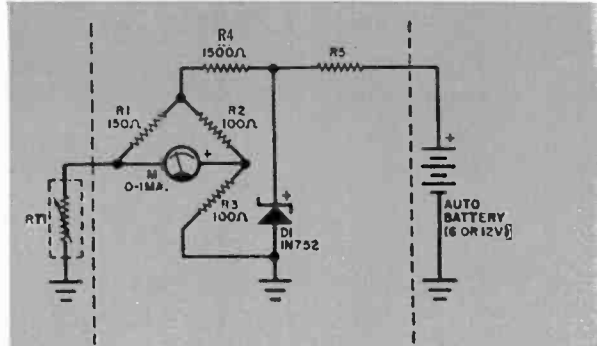 R4
1500Ω
R5
R1
150Ω
R2
100Ω
+
M
0-1MA.
R3
100Ω
+
D1
1N752
RT1
+
AUTO
BATTERY
(6 OR 12V)